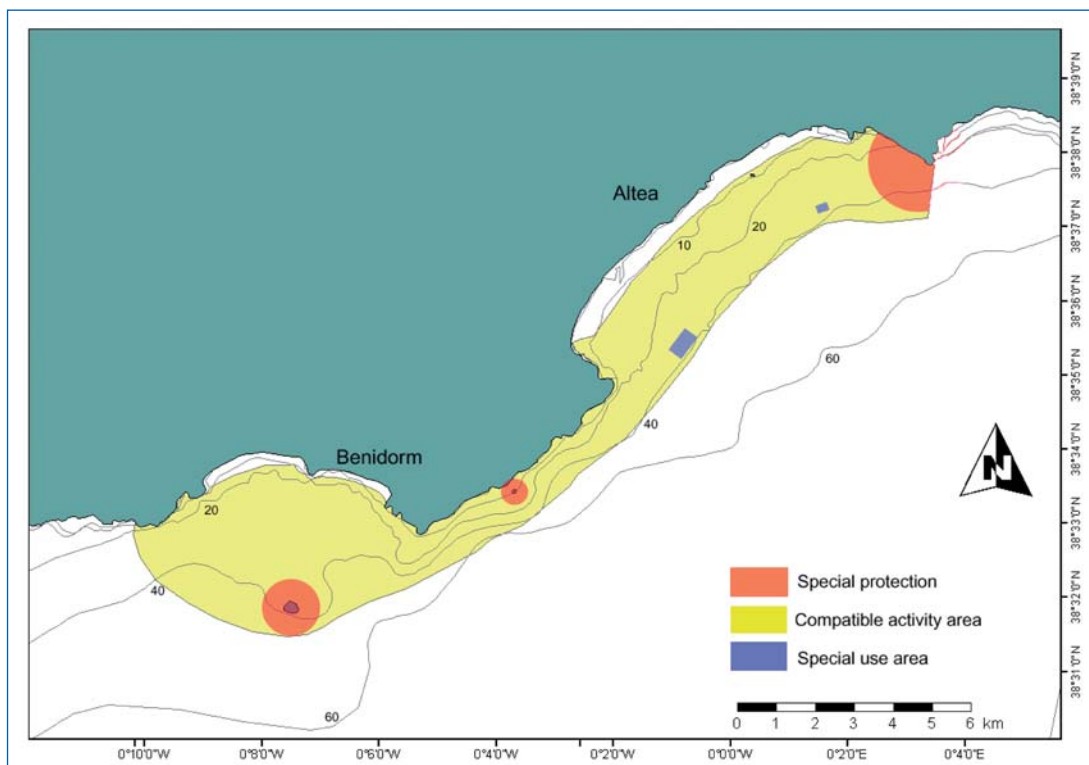 Altea
Benidorm
10
20
20
40
40
60
60
N
Special protection
Compatible activity area
Special use area
0 1 2 3 4 5 6 km
0°10'0"W 0°8'0"W 0°6'0"W 0°4'0"W 0°2'0"W 0°0'0"W 0°2'0"E 0°4'0"E
38°39'0"N
38°38'0"N
38°37'0"N
38°36'0"N
38°35'0"N
38°34'0"N
38°33'0"N
38°32'0"N
38°31'0"N